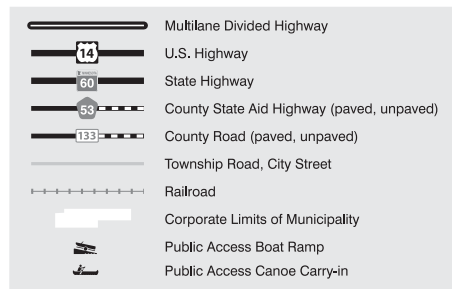 Multilane Divided Highway
14 U.S. Highway
60 State Highway
53 County State Aid Highway (paved, unpaved)
133 County Road (paved, unpaved)
Township Road, City Street
Railroad
Corporate Limits of Municipality
Public Access Boat Ramp
Public Access Canoe Carry-in